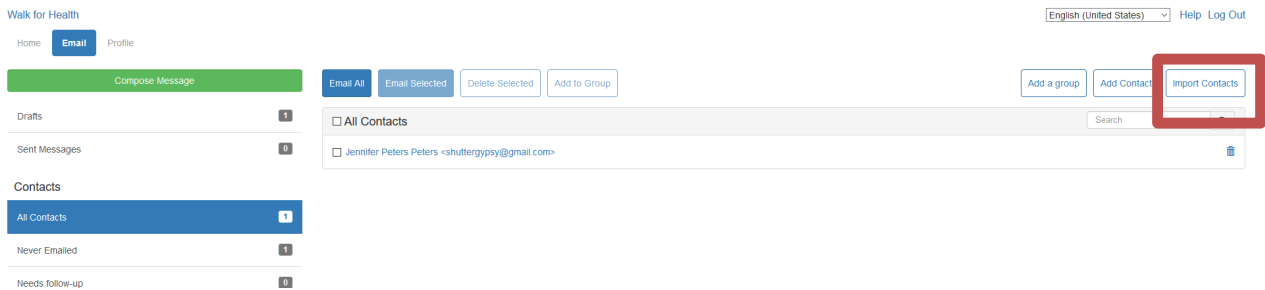 Walk for Health
English (United States) Help Log Out
Home Email Profile
Compose Message
Email All Email Selected Delete Selected Add to Group Add a group Add Contact Import Contacts
Drafts 1
All Contacts Search
Sent Messages 0
Jennifer Peters Peters <shuttergypsy@gmail.com>
Contacts
All Contacts 1
Never Emailed 1
Needs follow-up 0